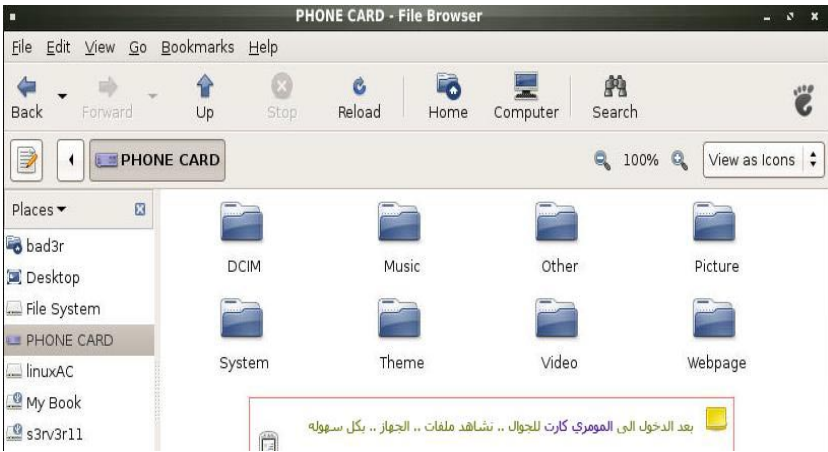 PHONE CARD - File Browser
File Edit View Go Bookmarks Help
Back Forward Up Stop Reload Home Computer Search
PHONE CARD 100% View as Icons
Places
bad3r
Desktop
File System
PHONE CARD
linuxAC
My Book
s3rv3r11
DCIM Music Other Picture
System Theme Video Webpage
بعد الدخول الى المومري كارت للجوال .. نشاهد ملفات .. الجهاز .. بكل سهوله